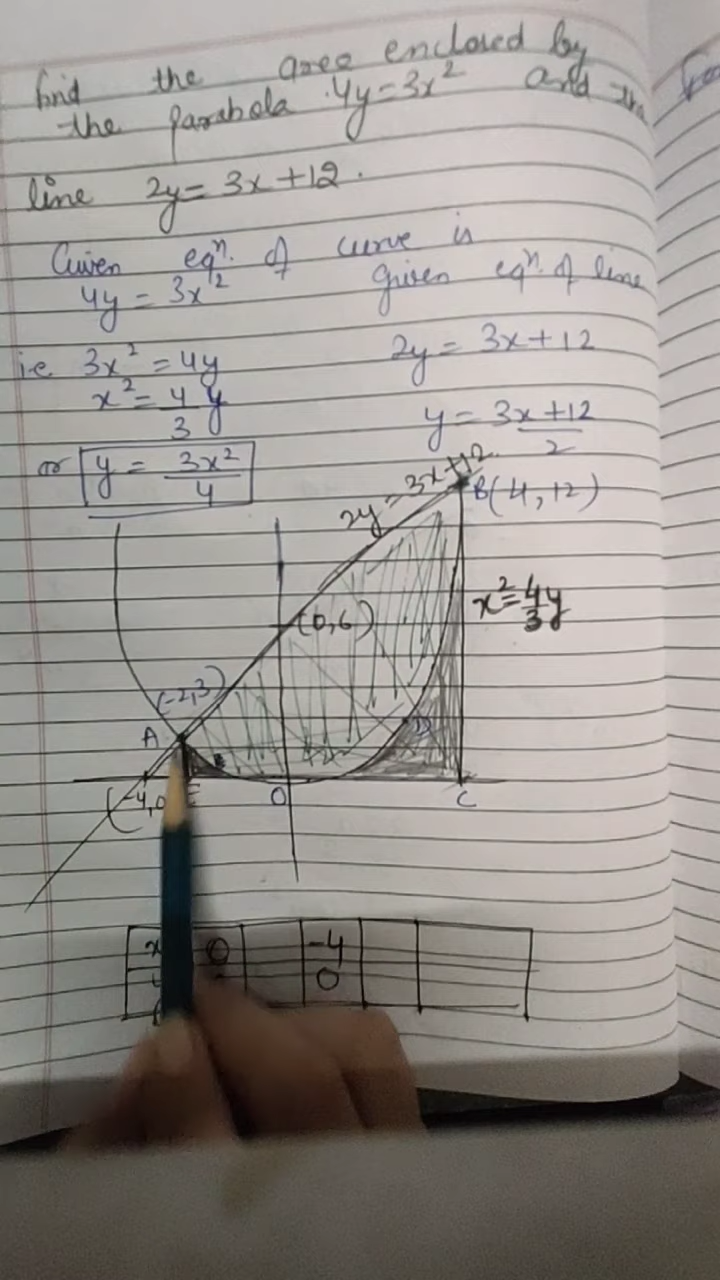 find the area enclosed by
the parabola 4y=3x² and the
line 2y= 3x+12.
Given eqⁿ. of curve is
4y = 3x²
given eqⁿ. of line
i.e 3x² = 4y
2y= 3x+12
x² = 4/3 y
y = 3x+12/2
or y = 3x²/4
2y = 3x+12
B(4,12)
x²=4/3y
(0,6)
(-2,3)
A
D
(-4,0
E
O
C
x 0 -4
0